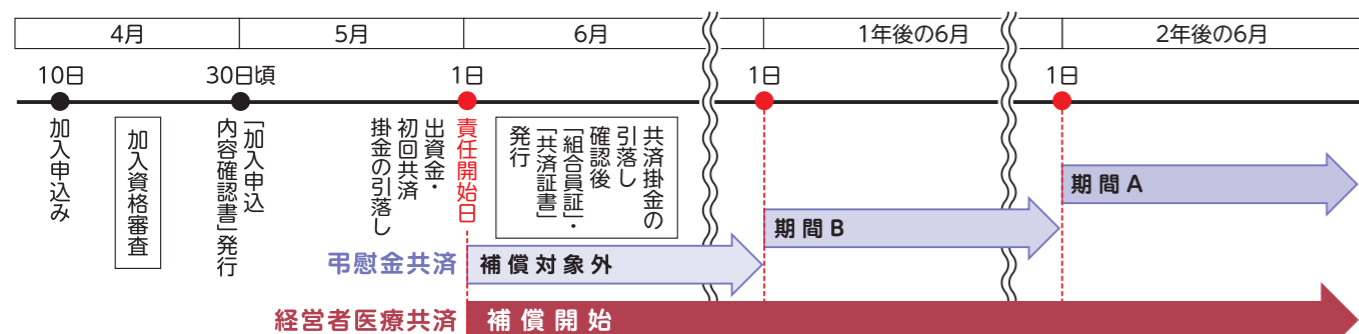 4月
5月
6月
1年後の6月
2年後の6月
10日
30日頃
1日
1日
1日
加入申込み
加入資格審査
「加入申込
内容確認書」発行
出資金・
初回共済
掛金の引落し
責任開始日
共済掛金の
引落し
確認後
「組合員証」・
「共済証書」
発行
期間A
期間B
弔慰金共済
補償対象外
経営者医療共済
補償開始